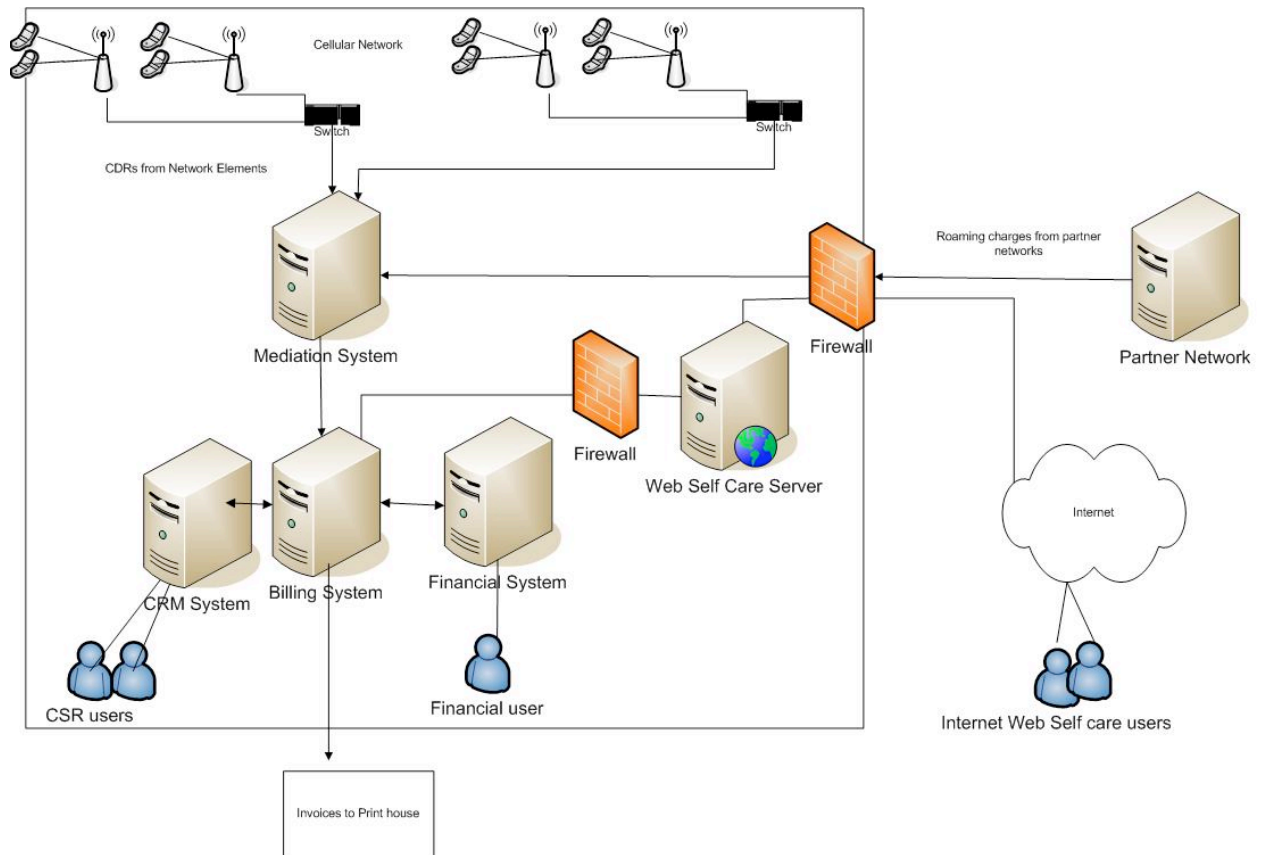 Cellular Network
Switch
Switch
CDRs from Network Elements
Roaming charges from partner
networks
Mediation System
Firewall
Partner Network
Firewall
Web Self Care Server
Internet
CRM System
Billing System
Financial System
CSR users
Financial user
Internet Web Self care users
Invoices to Print house